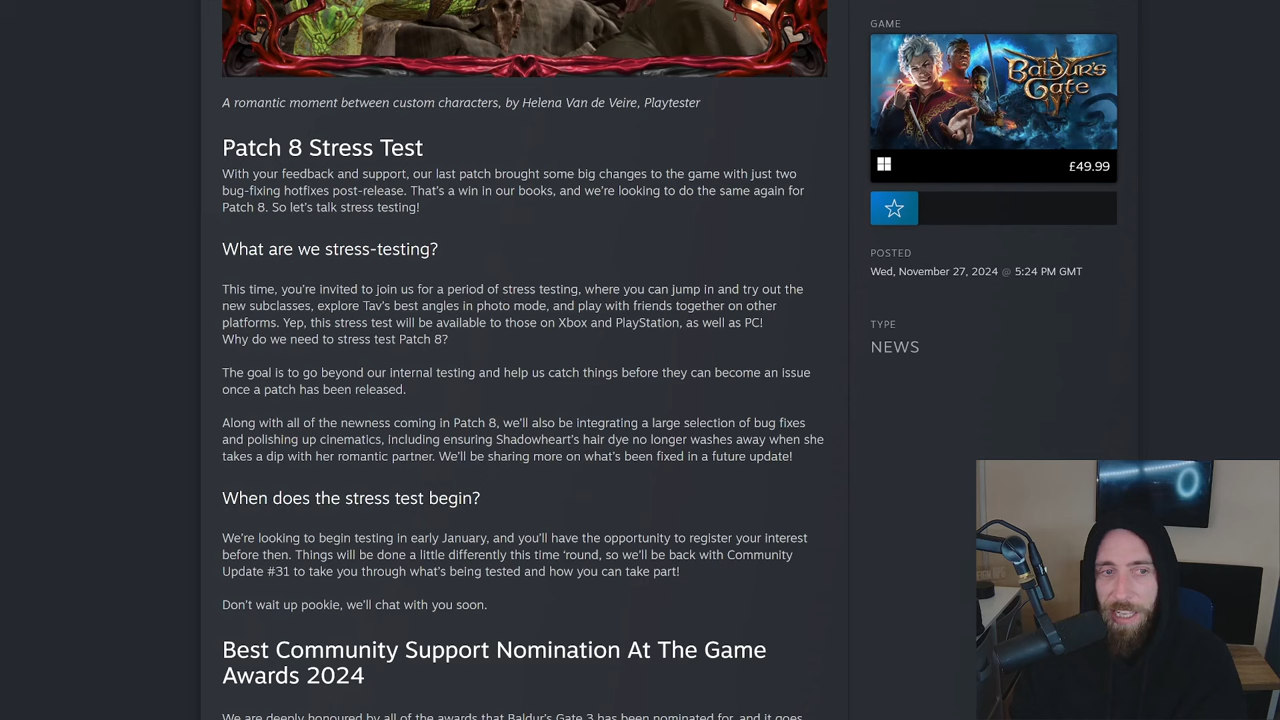 A romantic moment between custom characters, by Helena Van de Veire, Playtester
Patch 8 Stress Test
With your feedback and support, our last patch brought some big changes to the game with just two
bug-fixing hotfixes post-release. That’s a win in our books, and we’re looking to do the same again for
Patch 8. So let’s talk stress testing!
What are we stress-testing?
This time, you’re invited to join us for a period of stress testing, where you can jump in and try out the
new subclasses, explore Tav’s best angles in photo mode, and play with friends together on other
platforms. Yep, this stress test will be available to those on Xbox and PlayStation, as well as PC!
Why do we need to stress test Patch 8?
The goal is to go beyond our internal testing and help us catch things before they can become an issue
once a patch has been released.
Along with all of the newness coming in Patch 8, we’ll also be integrating a large selection of bug fixes
and polishing up cinematics, including ensuring Shadowheart’s hair dye no longer washes away when she
takes a dip with her romantic partner. We’ll be sharing more on what’s been fixed in a future update!
When does the stress test begin?
We’re looking to begin testing in early January, and you’ll have the opportunity to register your interest
before then. Things will be done a little differently this time ‘round, so we’ll be back with Community
Update #31 to take you through what’s being tested and how you can take part!
Don’t wait up pookie, we’ll chat with you soon.
Best Community Support Nomination At The Game
Awards 2024
We are deeply honoured by all of the awards that Baldur’s Gate 3 has been nominated for, and it goes
GAME
BALDUR'S
GATE
£49.99
POSTED
Wed, November 27, 2024 @ 5:24 PM GMT
TYPE
NEWS